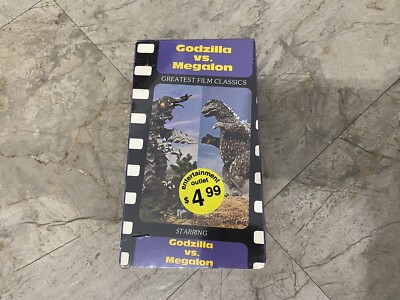 Godzilla
vs.
Megalon
GREATEST FILM CLASSICS
entertainment
outlet
$4.99
STARRING
Godzilla
vs.
Megalon